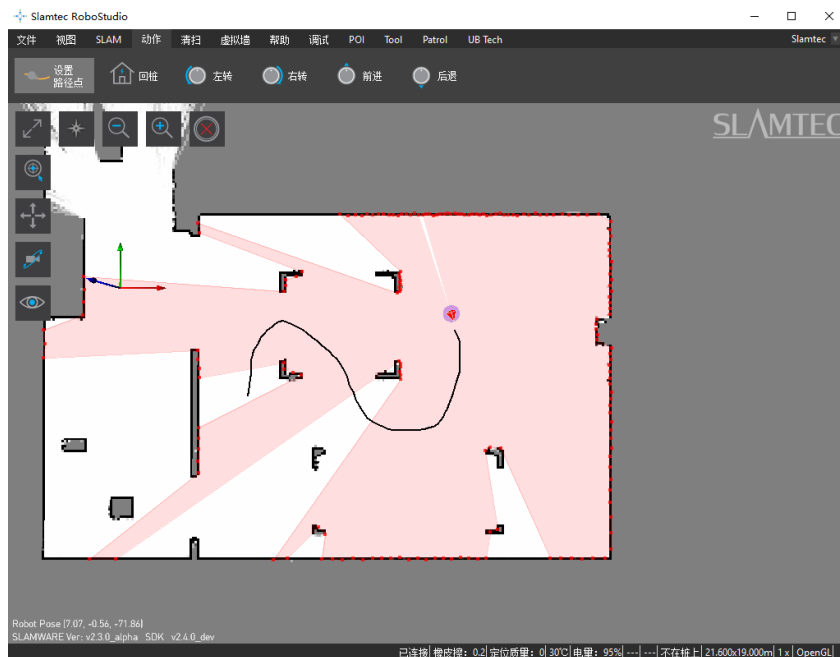 Slamtec RoboStudio
文件 视图 SLAM 动作 清扫 虚拟墙 帮助 调试 POI Tool Patrol UB Tech Slamtec
设置
路径点
回桩 左转 右转 前进 后退
SLAMTEC
Robot Pose [7.07, -0.56, -71.86]
SLAMWARE Ver: v2.3.0_alpha SDK v2.4.0_dev
已连接| 橡皮擦: 0.2| 定位质量: 0| 30℃| 电量: 95%| ---| ---| 不在桩上| 21.600x19.000m| 1 x| OpenGL|